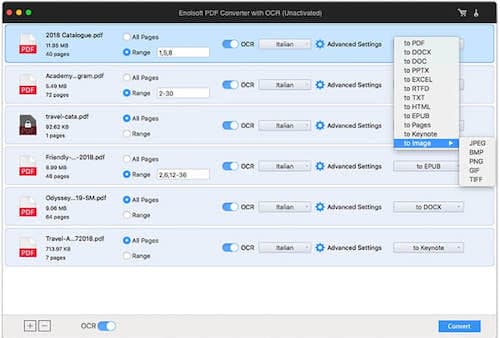 Enolsoft PDF Converter with OCR (Unactivated)
2018 Catalogue.pdf
11.95 MB
40 pages
PDF
All Pages
Range 1,5,8
OCR
Italian
Advanced Settings
Academy...gram.pdf
5.49 MB
72 pages
PDF
All Pages
Range 2-30
OCR
Italian
Advanced Settings
travel-cata.pdf
92.62 KB
1 pages
PDF
All Pages
Range
OCR
Italian
Advanced Settings
Friendly-...-2018.pdf
8.99 MB
48 pages
PDF
All Pages
Range 2,6,12-36
OCR
Italian
Advanced Settings
to EPUB
Odyssey...19-SM.pdf
9.06 MB
64 pages
PDF
All Pages
Range
OCR
Italian
Advanced Settings
to DOCX
Travel-A...72018.pdf
713.97 KB
7 pages
PDF
All Pages
Range
OCR
Italian
Advanced Settings
to Keynote
to PDF
to DOCX
to DOC
to PPTX
to EXCEL
to RTFD
to TXT
to HTML
to EPUB
to Pages
to Keynote
to Image
JPEG
BMP
PNG
GIF
TIFF
OCR
Convert